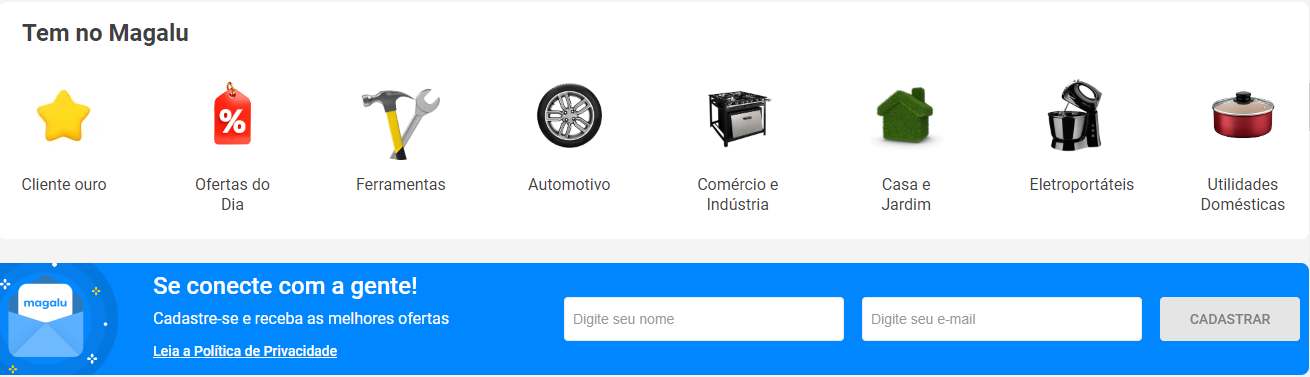 Tem no Magalu
%
Cliente ouro
Ofertas do
Dia
Ferramentas
Automotivo
Comércio e
Indústria
Casa e
Jardim
Eletroportáteis
Utilidades
Domésticas
magalu
Se conecte com a gente!
Cadastre-se e receba as melhores ofertas
Leia a Política de Privacidade
Digite seu nome
Digite seu e-mail
CADASTRAR